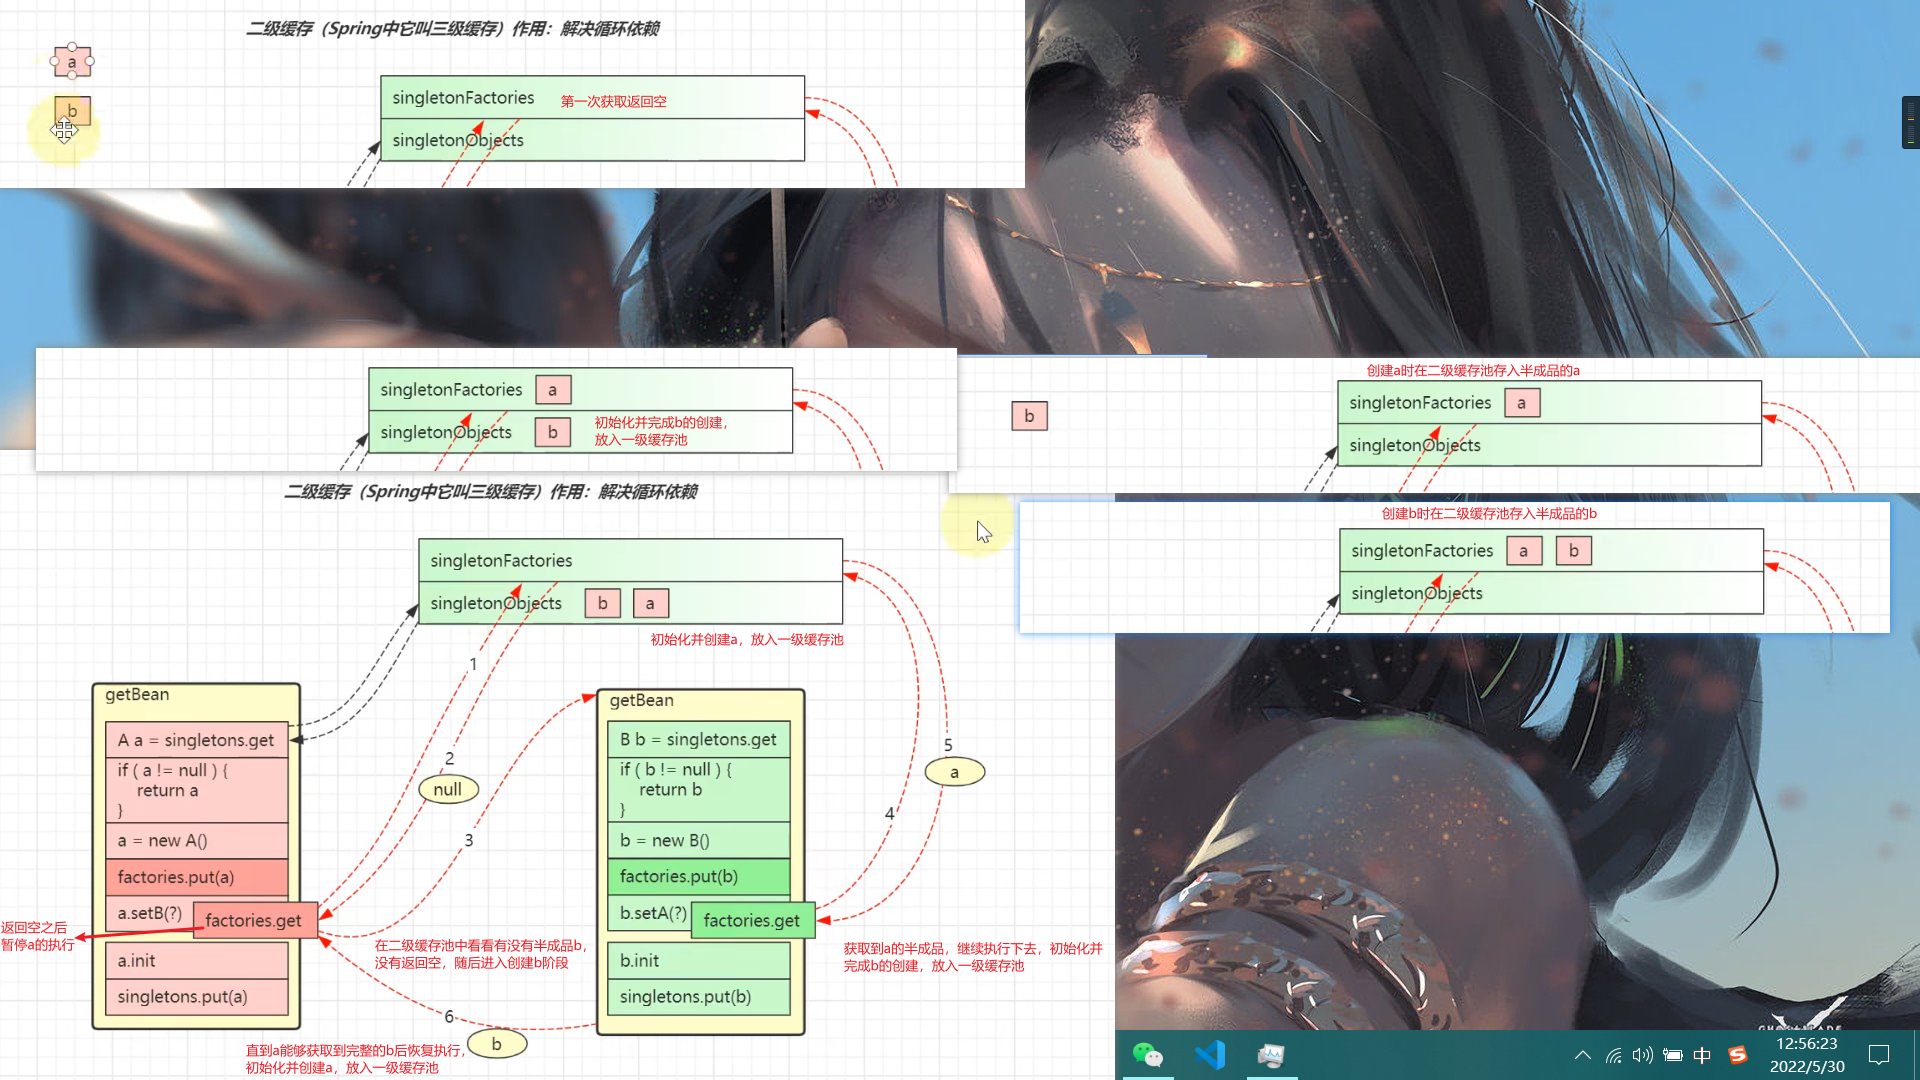 二级缓存（Spring中它叫三级缓存）作用：解决循环依赖
a
b
singletonFactories
第一次获取返回空
singletonObjects
singletonFactories
a
singletonObjects
b
初始化并完成b的创建，
放入一级缓存池
创建a时在二级缓存池存入半成品的a
b
singletonFactories
a
singletonObjects
创建b时在二级缓存池存入半成品的b
singletonFactories
a
b
singletonObjects
二级缓存（Spring中它叫三级缓存）作用：解决循环依赖
singletonFactories
singletonObjects
b
a
初始化并创建a，放入一级缓存池
1
2
null
3
4
5
a
6
b
getBean
A a = singletons.get
if ( a != null ) {
return a
}
a = new A()
factories.put(a)
a.setB(?)
factories.get
a.init
singletons.put(a)
返回空之后
暂停a的执行
在二级缓存池中看看有没有半成品b，
没有返回空，随后进入创建b阶段
直到a能够获取到完整的b后恢复执行，
初始化并创建a，放入一级缓存池
getBean
B b = singletons.get
if ( b != null ) {
return b
}
b = new B()
factories.put(b)
b.setA(?)
factories.get
b.init
singletons.put(b)
获取到a的半成品，继续执行下去，初始化并
完成b的创建，放入一级缓存池
中
12:56:23
2022/5/30